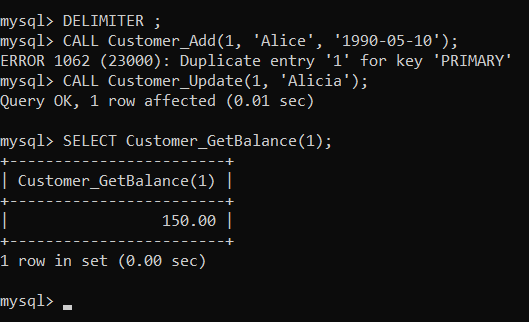 mysql> DELIMITER ;
mysql> CALL Customer_Add(1, 'Alice', '1990-05-10');
ERROR 1062 (23000): Duplicate entry '1' for key 'PRIMARY'
mysql> CALL Customer_Update(1, 'Alicia');
Query OK, 1 row affected (0.01 sec)
mysql> SELECT Customer_GetBalance(1);
+------------------------+
| Customer_GetBalance(1) |
+------------------------+
|                 150.00 |
+------------------------+
1 row in set (0.00 sec)
mysql> _